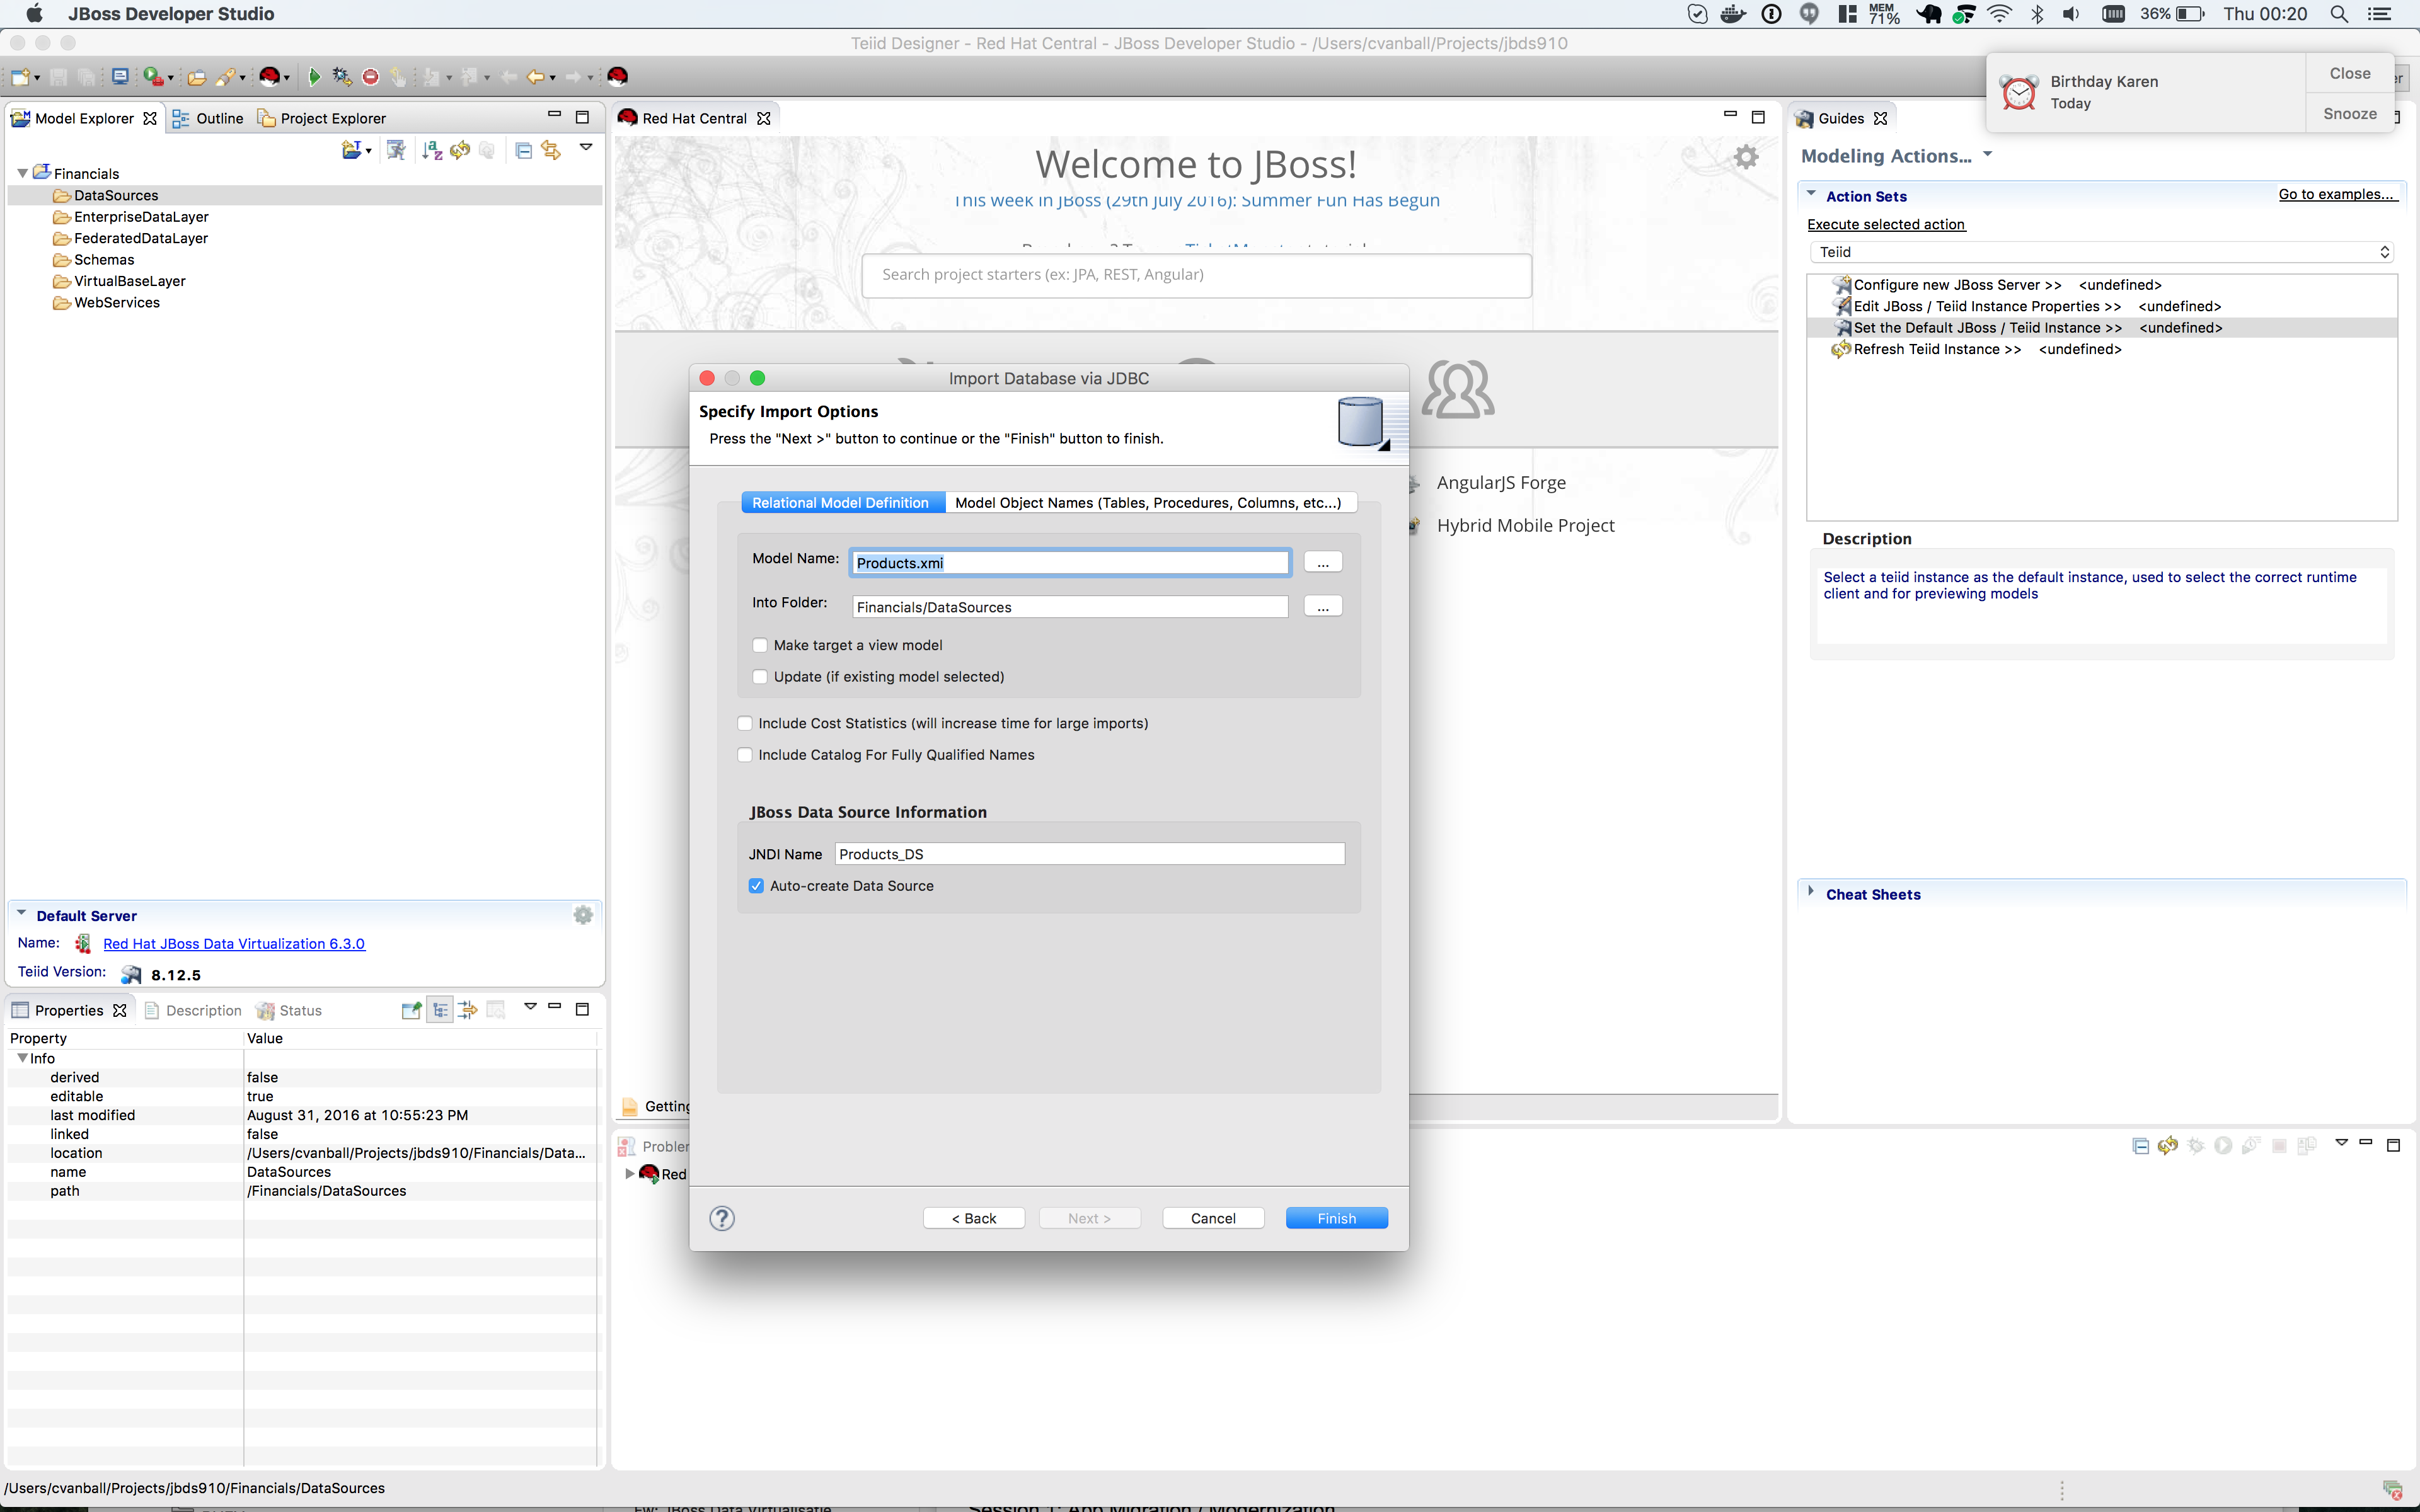 JBoss Developer Studio
MEM
71%
36%
Thu 00:20
Teiid Designer - Red Hat Central - JBoss Developer Studio - /Users/cvanball/Projects/jbds910
Birthday Karen
Today
Close
Snooze
Model Explorer
Outline
Project Explorer
Financials
DataSources
EnterpriseDataLayer
FederatedDataLayer
Schemas
VirtualBaseLayer
WebServices
Default Server
Name: Red Hat JBoss Data Virtualization 6.3.0
Teiid Version: 8.12.5
Properties
Description
Status
Property Value
Info
derived false
editable true
last modified August 31, 2016 at 10:55:23 PM
linked false
location /Users/cvanball/Projects/jbds910/Financials/Data...
name DataSources
path /Financials/DataSources
Red Hat Central
Welcome to JBoss!
This week in JBoss (29th July 2016): Summer Fun Has Begun
Search project starters (ex: JPA, REST, Angular)
AngularJS Forge
Hybrid Mobile Project
Getting
Problem
Red
Import Database via JDBC
Specify Import Options
Press the "Next >" button to continue or the "Finish" button to finish.
Relational Model Definition
Model Object Names (Tables, Procedures, Columns, etc...)
Model Name: Products.xmi ...
Into Folder: Financials/DataSources ...
Make target a view model
Update (if existing model selected)
Include Cost Statistics (will increase time for large imports)
Include Catalog For Fully Qualified Names
JBoss Data Source Information
JNDI Name Products_DS
Auto-create Data Source
?
< Back
Next >
Cancel
Finish
Guides
Modeling Actions...
Action Sets
Go to examples...
Execute selected action
Teiid
Configure new JBoss Server >> <undefined>
Edit JBoss / Teiid Instance Properties >> <undefined>
Set the Default JBoss / Teiid Instance >> <undefined>
Refresh Teiid Instance >> <undefined>
Description
Select a teiid instance as the default instance, used to select the correct runtime
client and for previewing models
Cheat Sheets
/Users/cvanball/Projects/jbds910/Financials/DataSources
Session 1: App Migration / Modernization